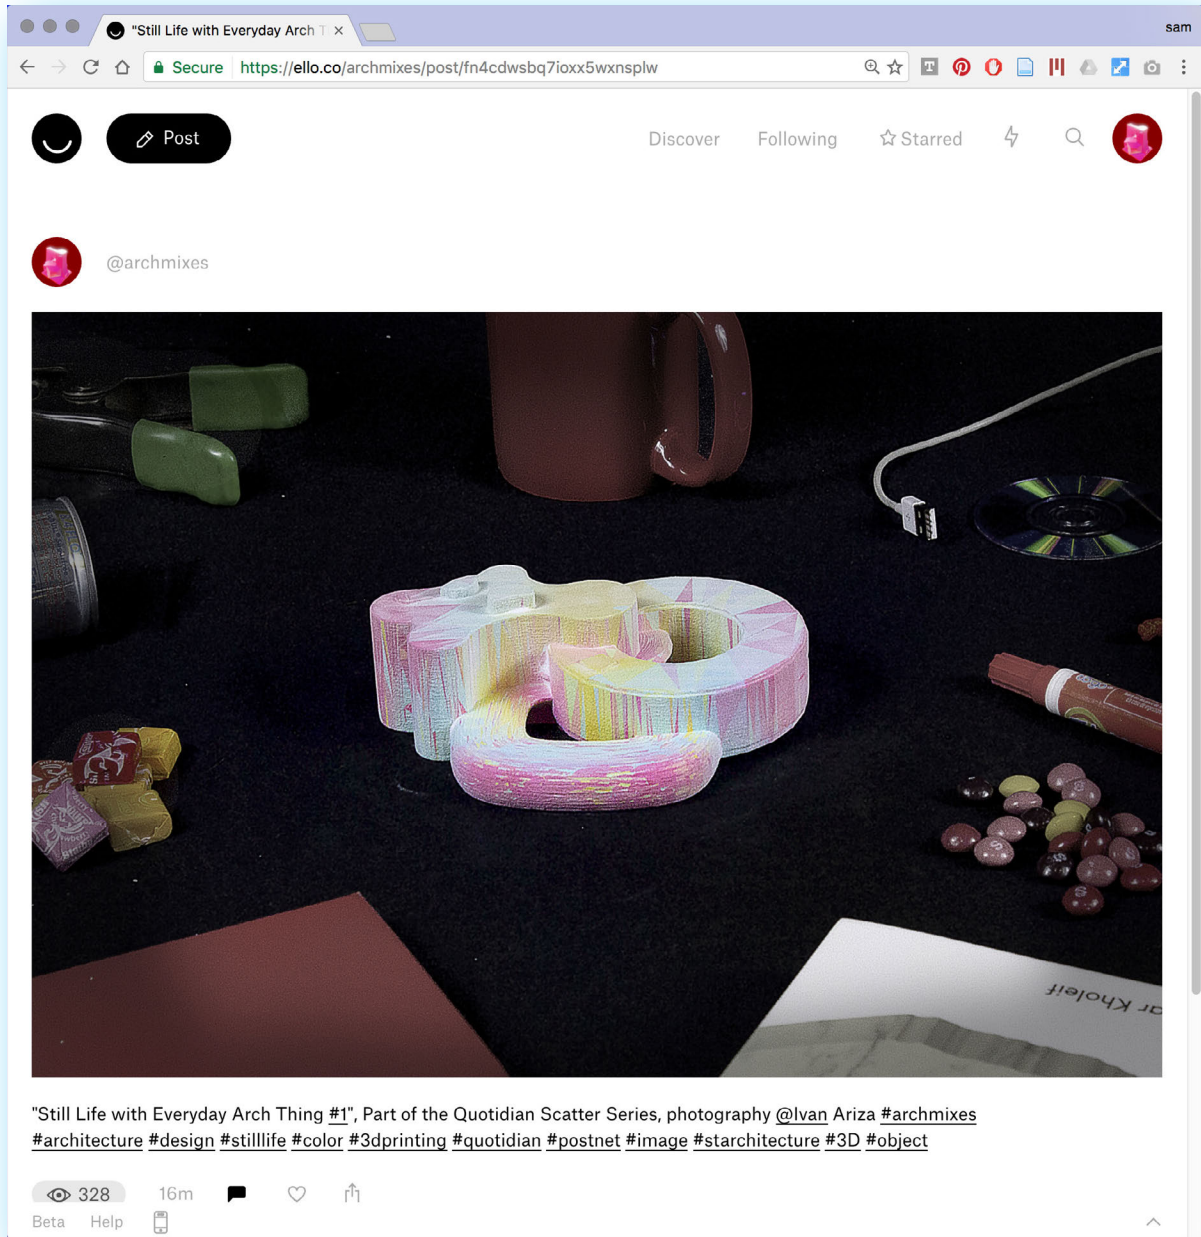 "Still Life with Everyday Arch T
sam
Secure
https://ello.co/archmixes/post/fn4cdwsbq7ioxx5wxnsplw
Post
Discover
Following
Starred
@archmixes
ar Kholeif
"Still Life with Everyday Arch Thing #1", Part of the Quotidian Scatter Series, photography @Ivan Ariza #archmixes
#architecture #design #stilllife #color #3dprinting #quotidian #postnet #image #starchitecture #3D #object
328
16m
Beta
Help